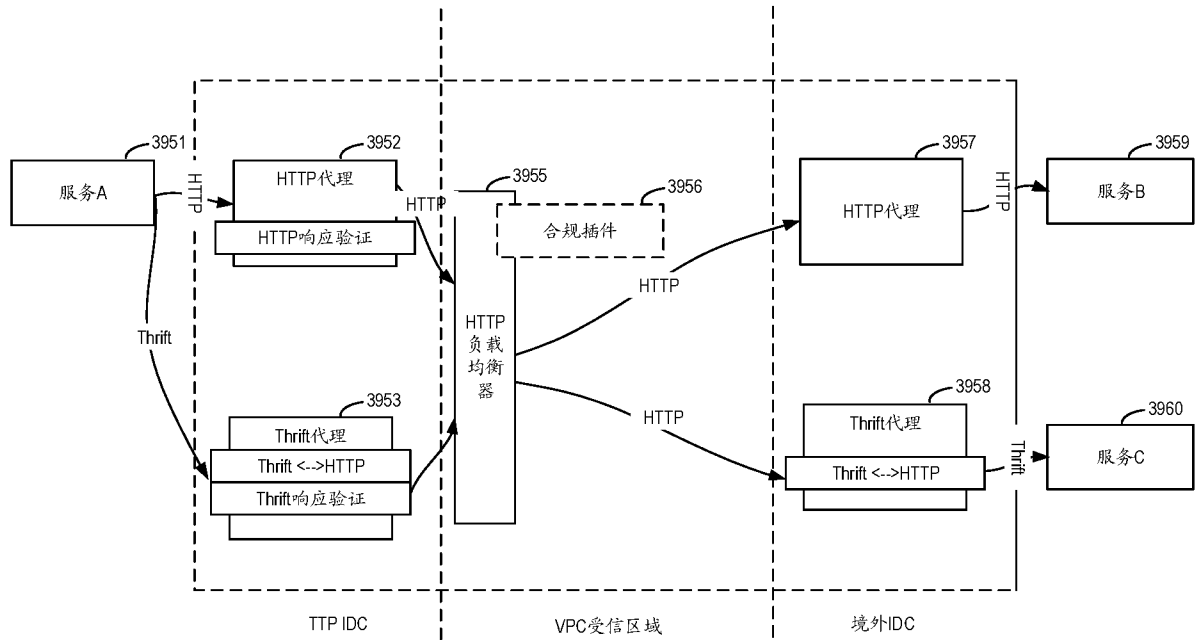 3951
服务A
HTTP
Thrift
3952
HTTP代理
HTTP响应验证
HTTP
3953
Thrift代理
Thrift <-->HTTP
Thrift响应验证
3955
HTTP
负载
均衡
器
3956
合规插件
HTTP
HTTP
3957
HTTP代理
HTTP
3959
服务B
3958
Thrift代理
Thrift <-->HTTP
Thrift
3960
服务C
TTP IDC
VPC受信区域
境外IDC